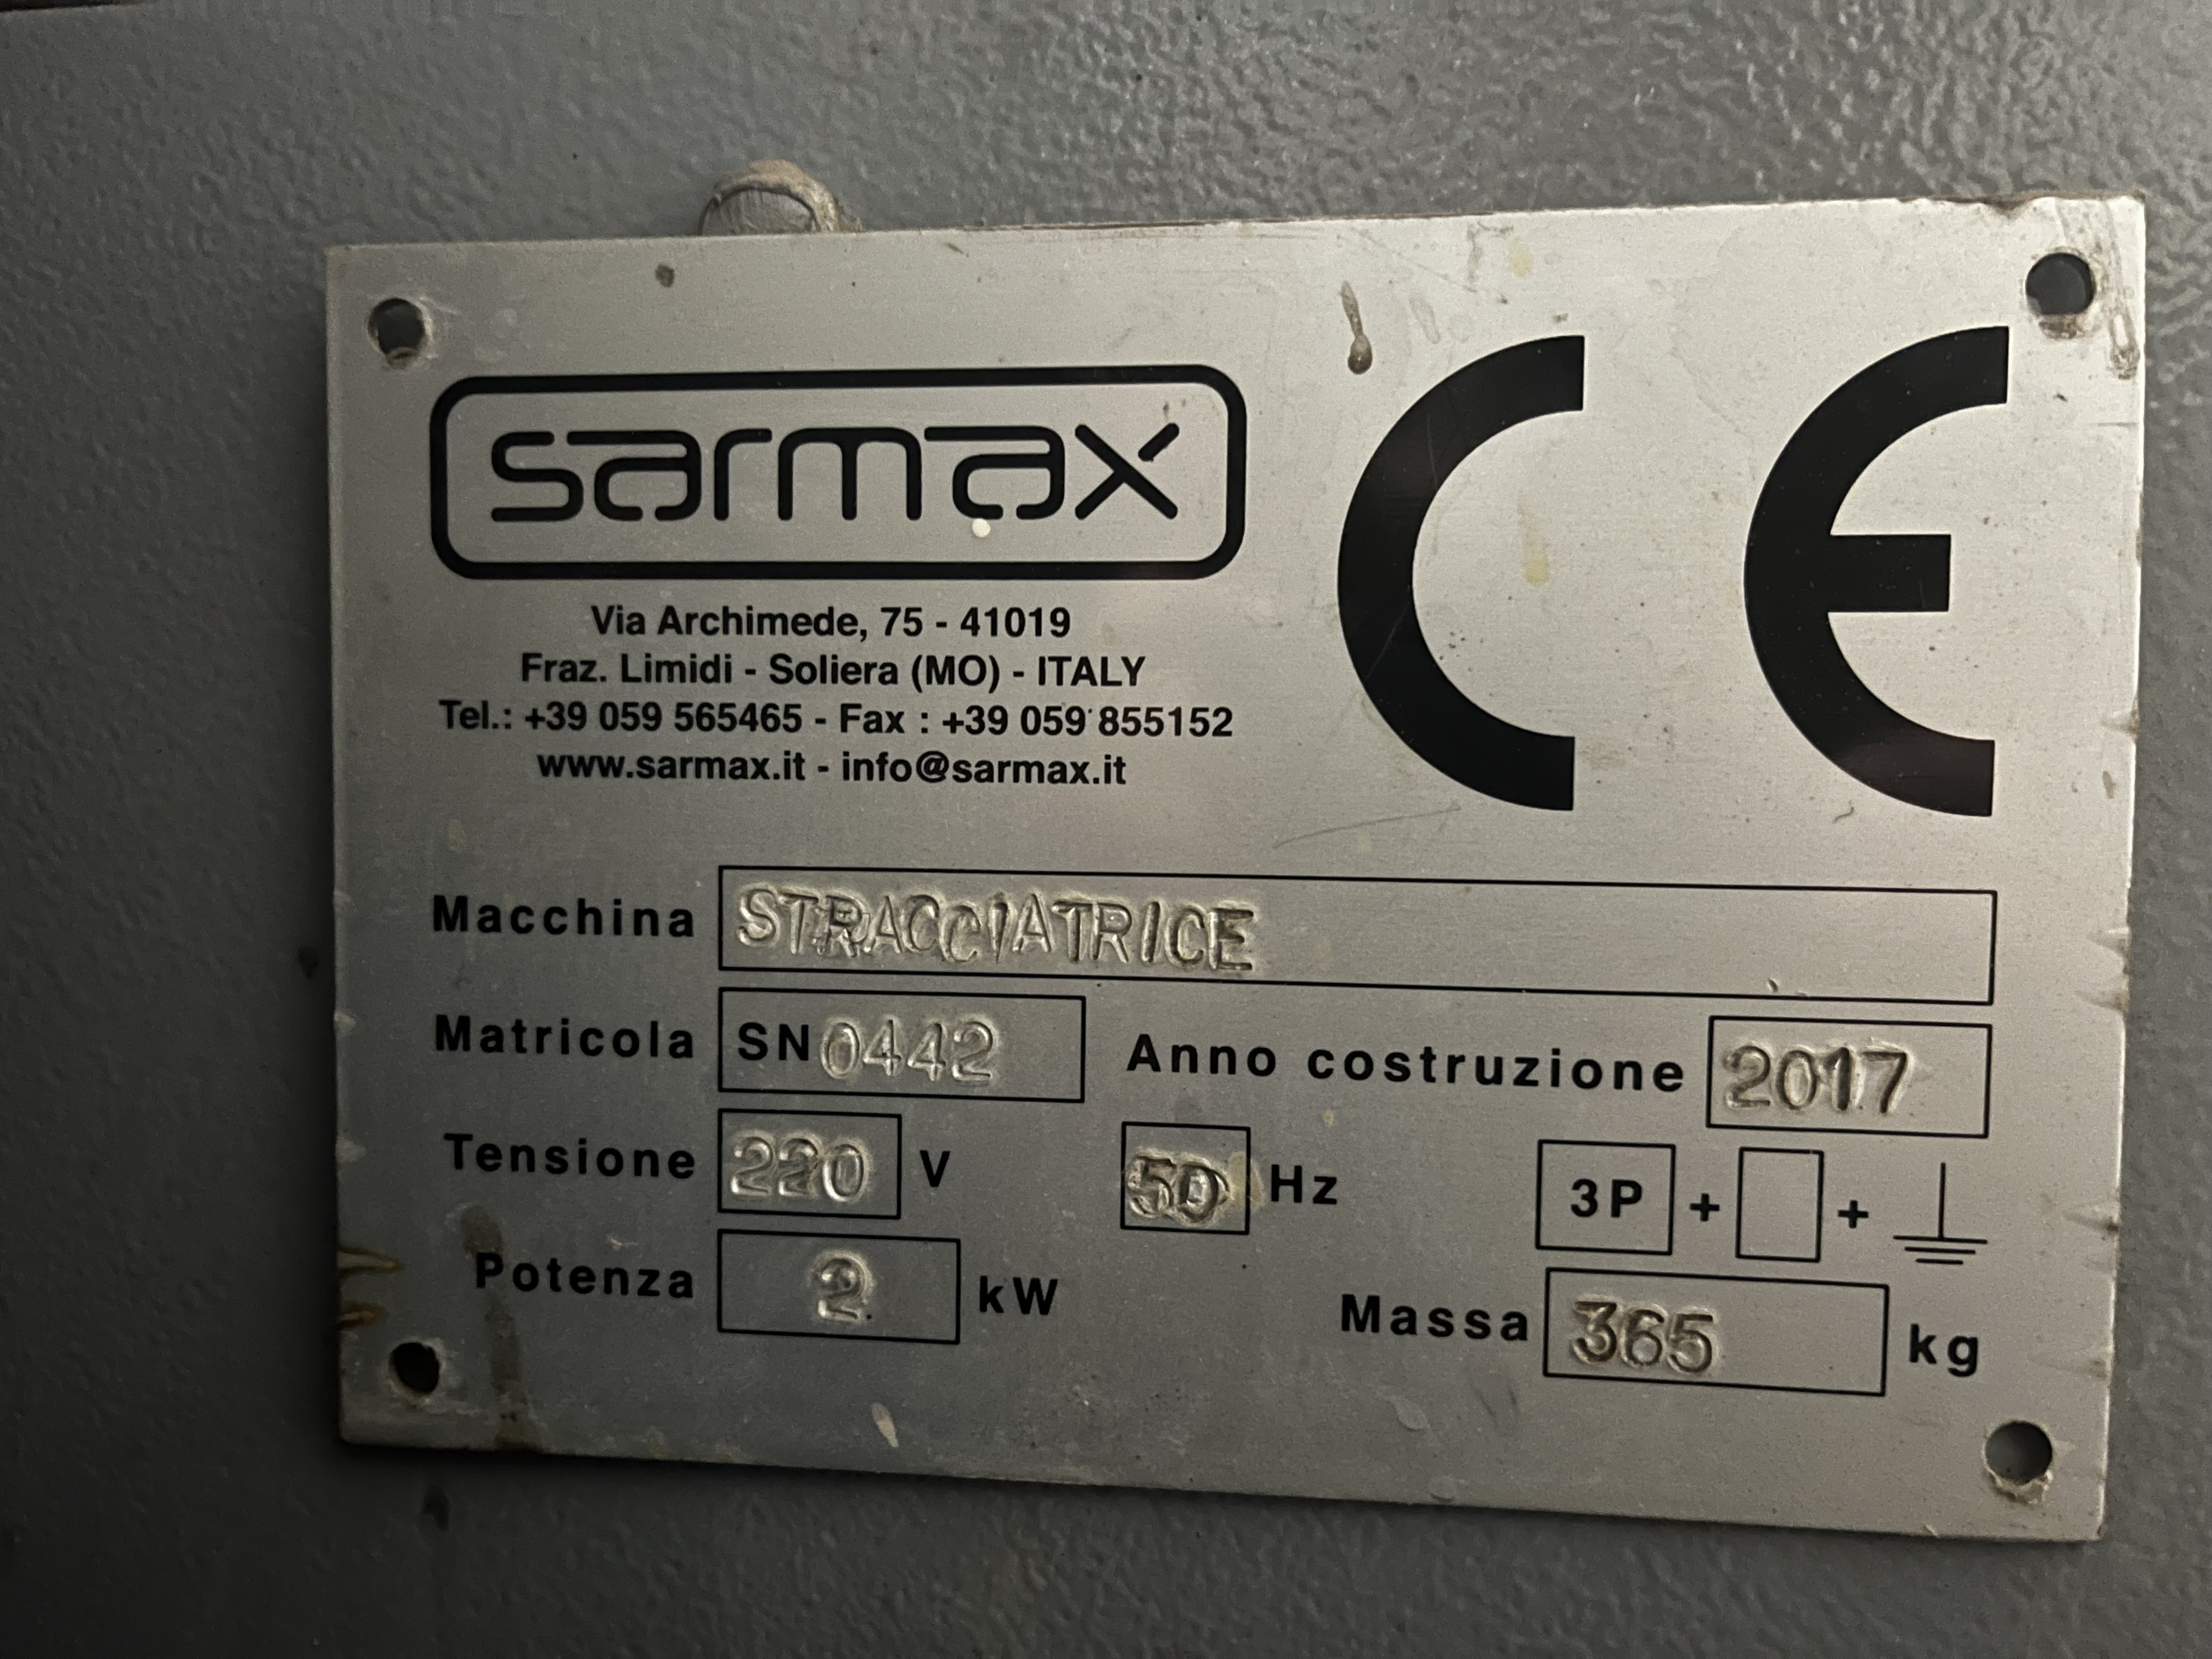 sarmax
CE
Via Archimede, 75 - 41019
Fraz. Limidi - Soliera (MO) - ITALY
Tel.: +39 059 565465 - Fax : +39 059 855152
www.sarmax.it - info@sarmax.it
Macchina STRACCIATRICE
Matricola SN 0442 Anno costruzione 2017
Tensione 220 V 50 Hz 3P + +
Potenza 2 kW Massa 365 kg